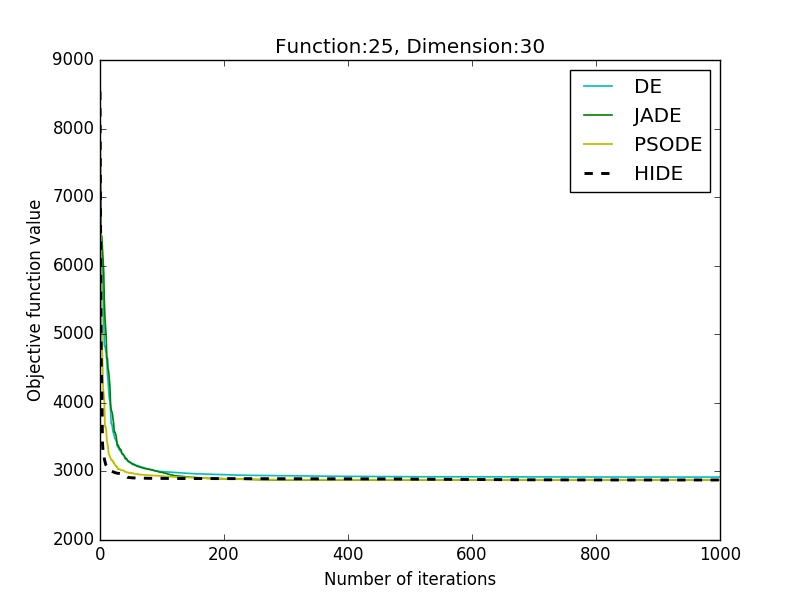 Function:25, Dimension:30
9000
8000
7000
6000
5000
4000
3000
2000
Objective function value
DE
JADE
PSODE
HIDE
0
200
400
600
800
1000
Number of iterations